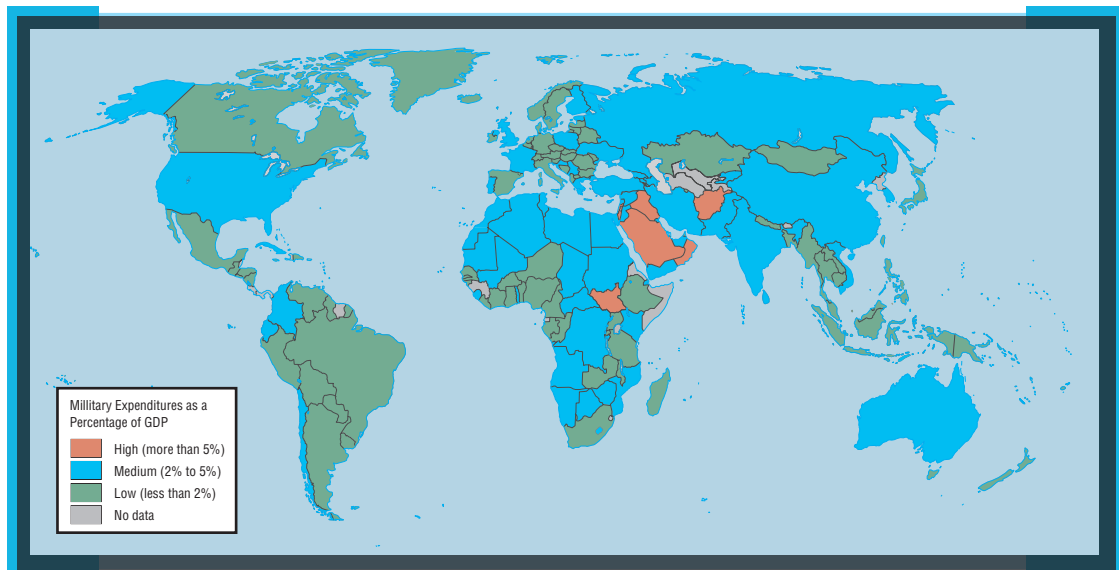 Millitary Expenditures as a
Percentage of GDP
High (more than 5%)
Medium (2% to 5%)
Low (less than 2%)
No data